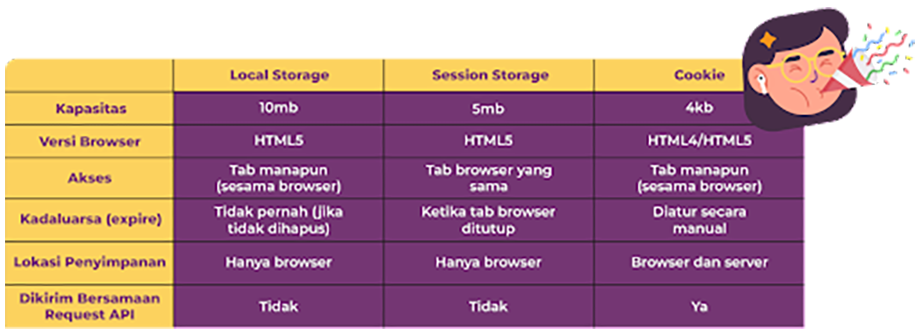 Local Storage Session Storage Cookie
Kapasitas 10mb 5mb 4kb
Versi Browser HTML5 HTML5 HTML4/HTML5
Akses Tab manapun (sesama browser) Tab browser yang sama Tab manapun (sesama browser)
Kadaluarsa (expire) Tidak pernah (jika tidak dihapus) Ketika tab browser ditutup Diatur secara manual
Lokasi Penyimpanan Hanya browser Hanya browser Browser dan server
Dikirim Bersamaan Request API Tidak Tidak Ya